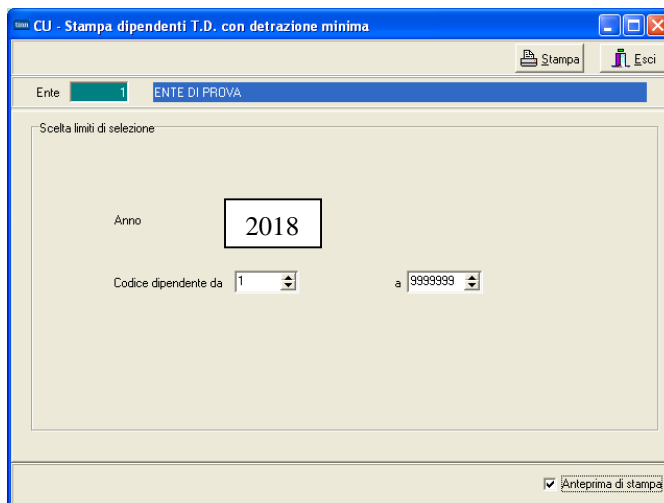 CU - Stampa dipendenti T.D. con detrazione minima
Stampa Esci
Ente 1 ENTE DI PROVA
Scelta limiti di selezione
Anno 2018
Codice dipendente da 1 a 9999999
Anteprima di stampa